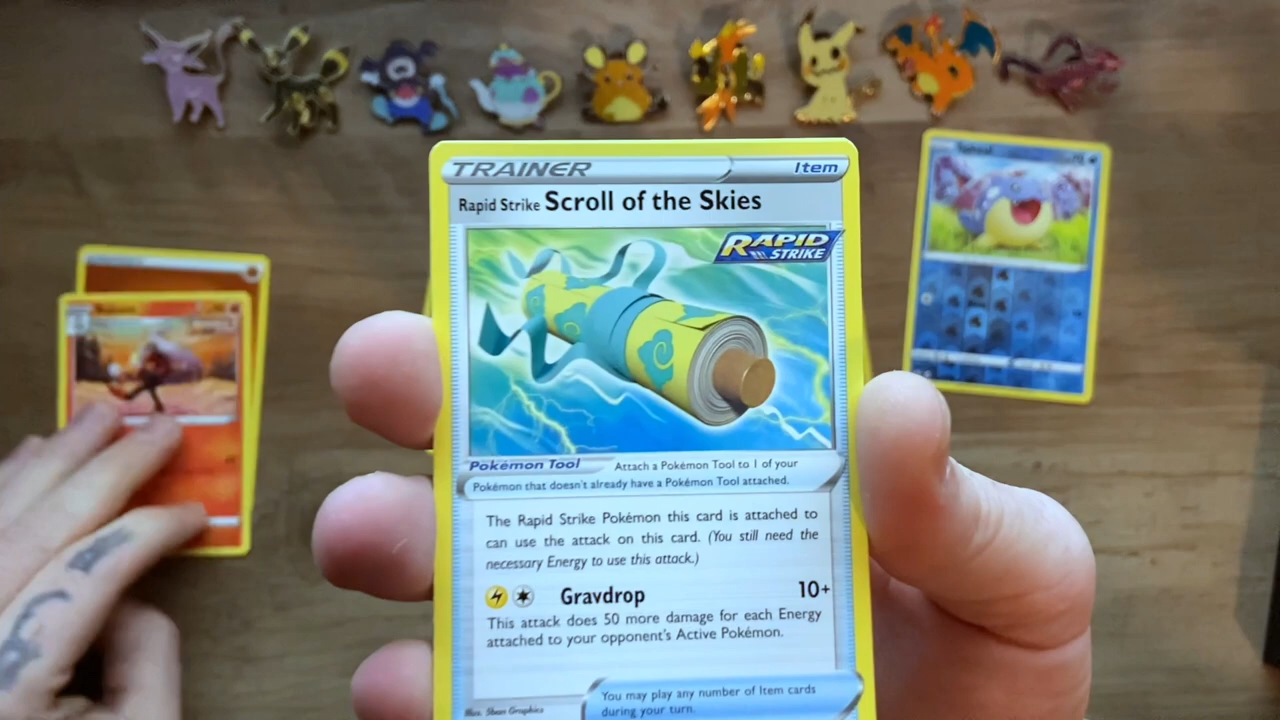 TRAINER Item
Rapid Strike Scroll of the Skies
RAPID
STRIKE
Pokémon Tool Attach a Pokémon Tool to 1 of your
Pokémon that doesn't already have a Pokémon Tool attached.
The Rapid Strike Pokémon this card is attached to
can use the attack on this card. (You still need the
necessary Energy to use this attack.)
Gravdrop 10+
This attack does 50 more damage for each Energy
attached to your opponent's Active Pokémon.
You may play any number of Item cards
during your turn.
Illus. Sban Graphics
Spheal